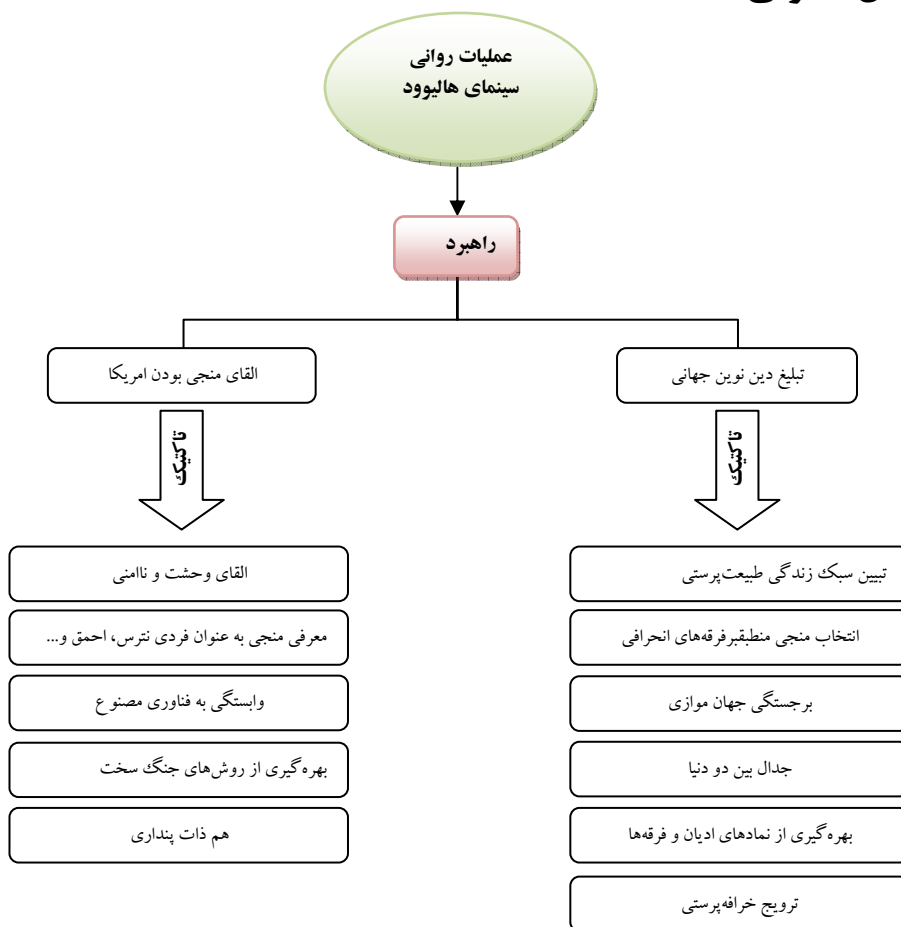 عملیات روانی
سینمای هالیوود
راهبرد
تبلیغ دین نوین جهانی
القای منجی بودن امریکا
تاکتیک
تاکتیک
تبیین سبک زندگی طبیعت‌پرستی
انتخاب منجی منطبقبرفرقه‌های انحرافی
برجستگی جهان موازی
جدال بین دو دنیا
بهره‌گیری از نمادهای ادیان و فرقه‌ها
ترویج خرافه‌پرستی
القای وحشت و ناامنی
معرفی منجی به عنوان فردی نترس، احمق و...
وابستگی به فناوری مصنوع
بهره‌گیری از روش‌های جنگ سخت
هم ذات پنداری